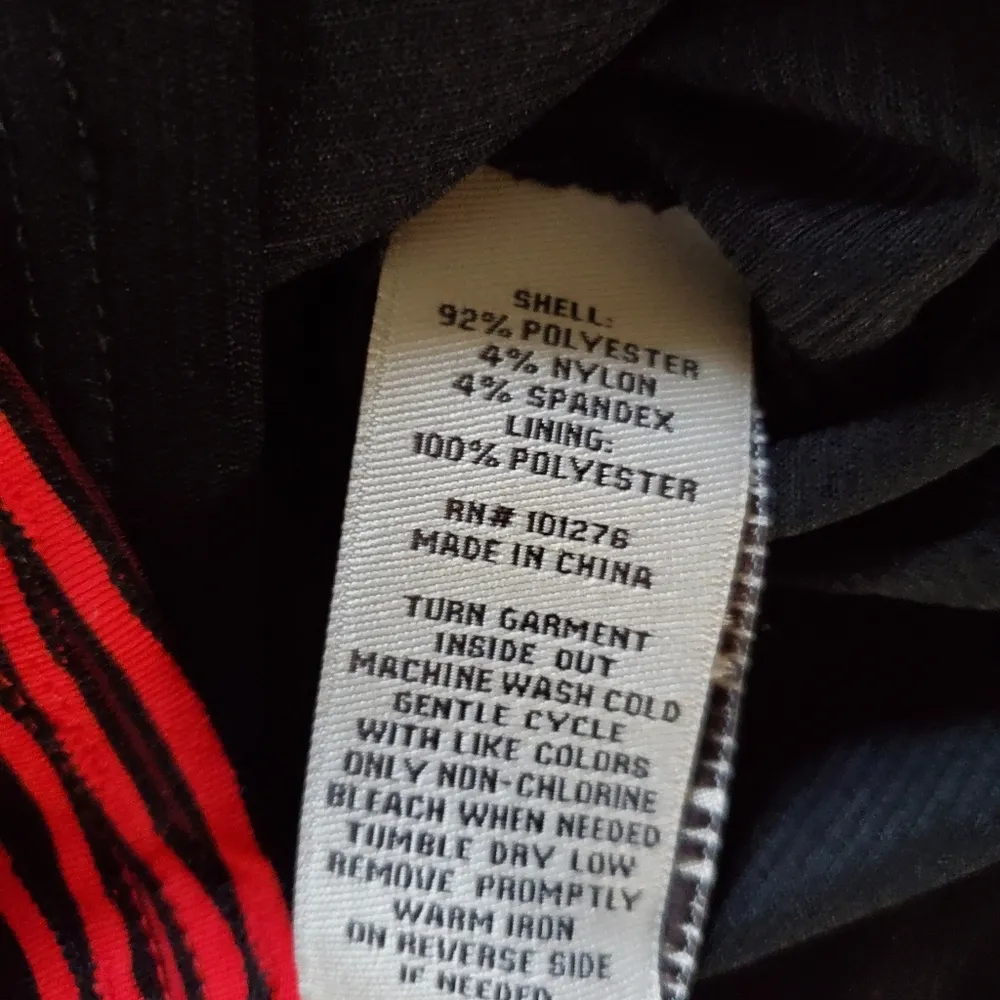 SHELL:
92% POLYESTER
4% NYLON
4% SPANDEX
LINING:
100% POLYESTER
RN# 101276
MADE IN CHINA
TURN GARMENT
INSIDE OUT
MACHINE WASH COLD
GENTLE CYCLE
WITH LIKE COLORS
ONLY NON-CHLORINE
BLEACH WHEN NEEDED
TUMBLE DRY LOW
REMOVE PROMPTLY
WARM IRON
ON REVERSE SIDE
IF NEEDED